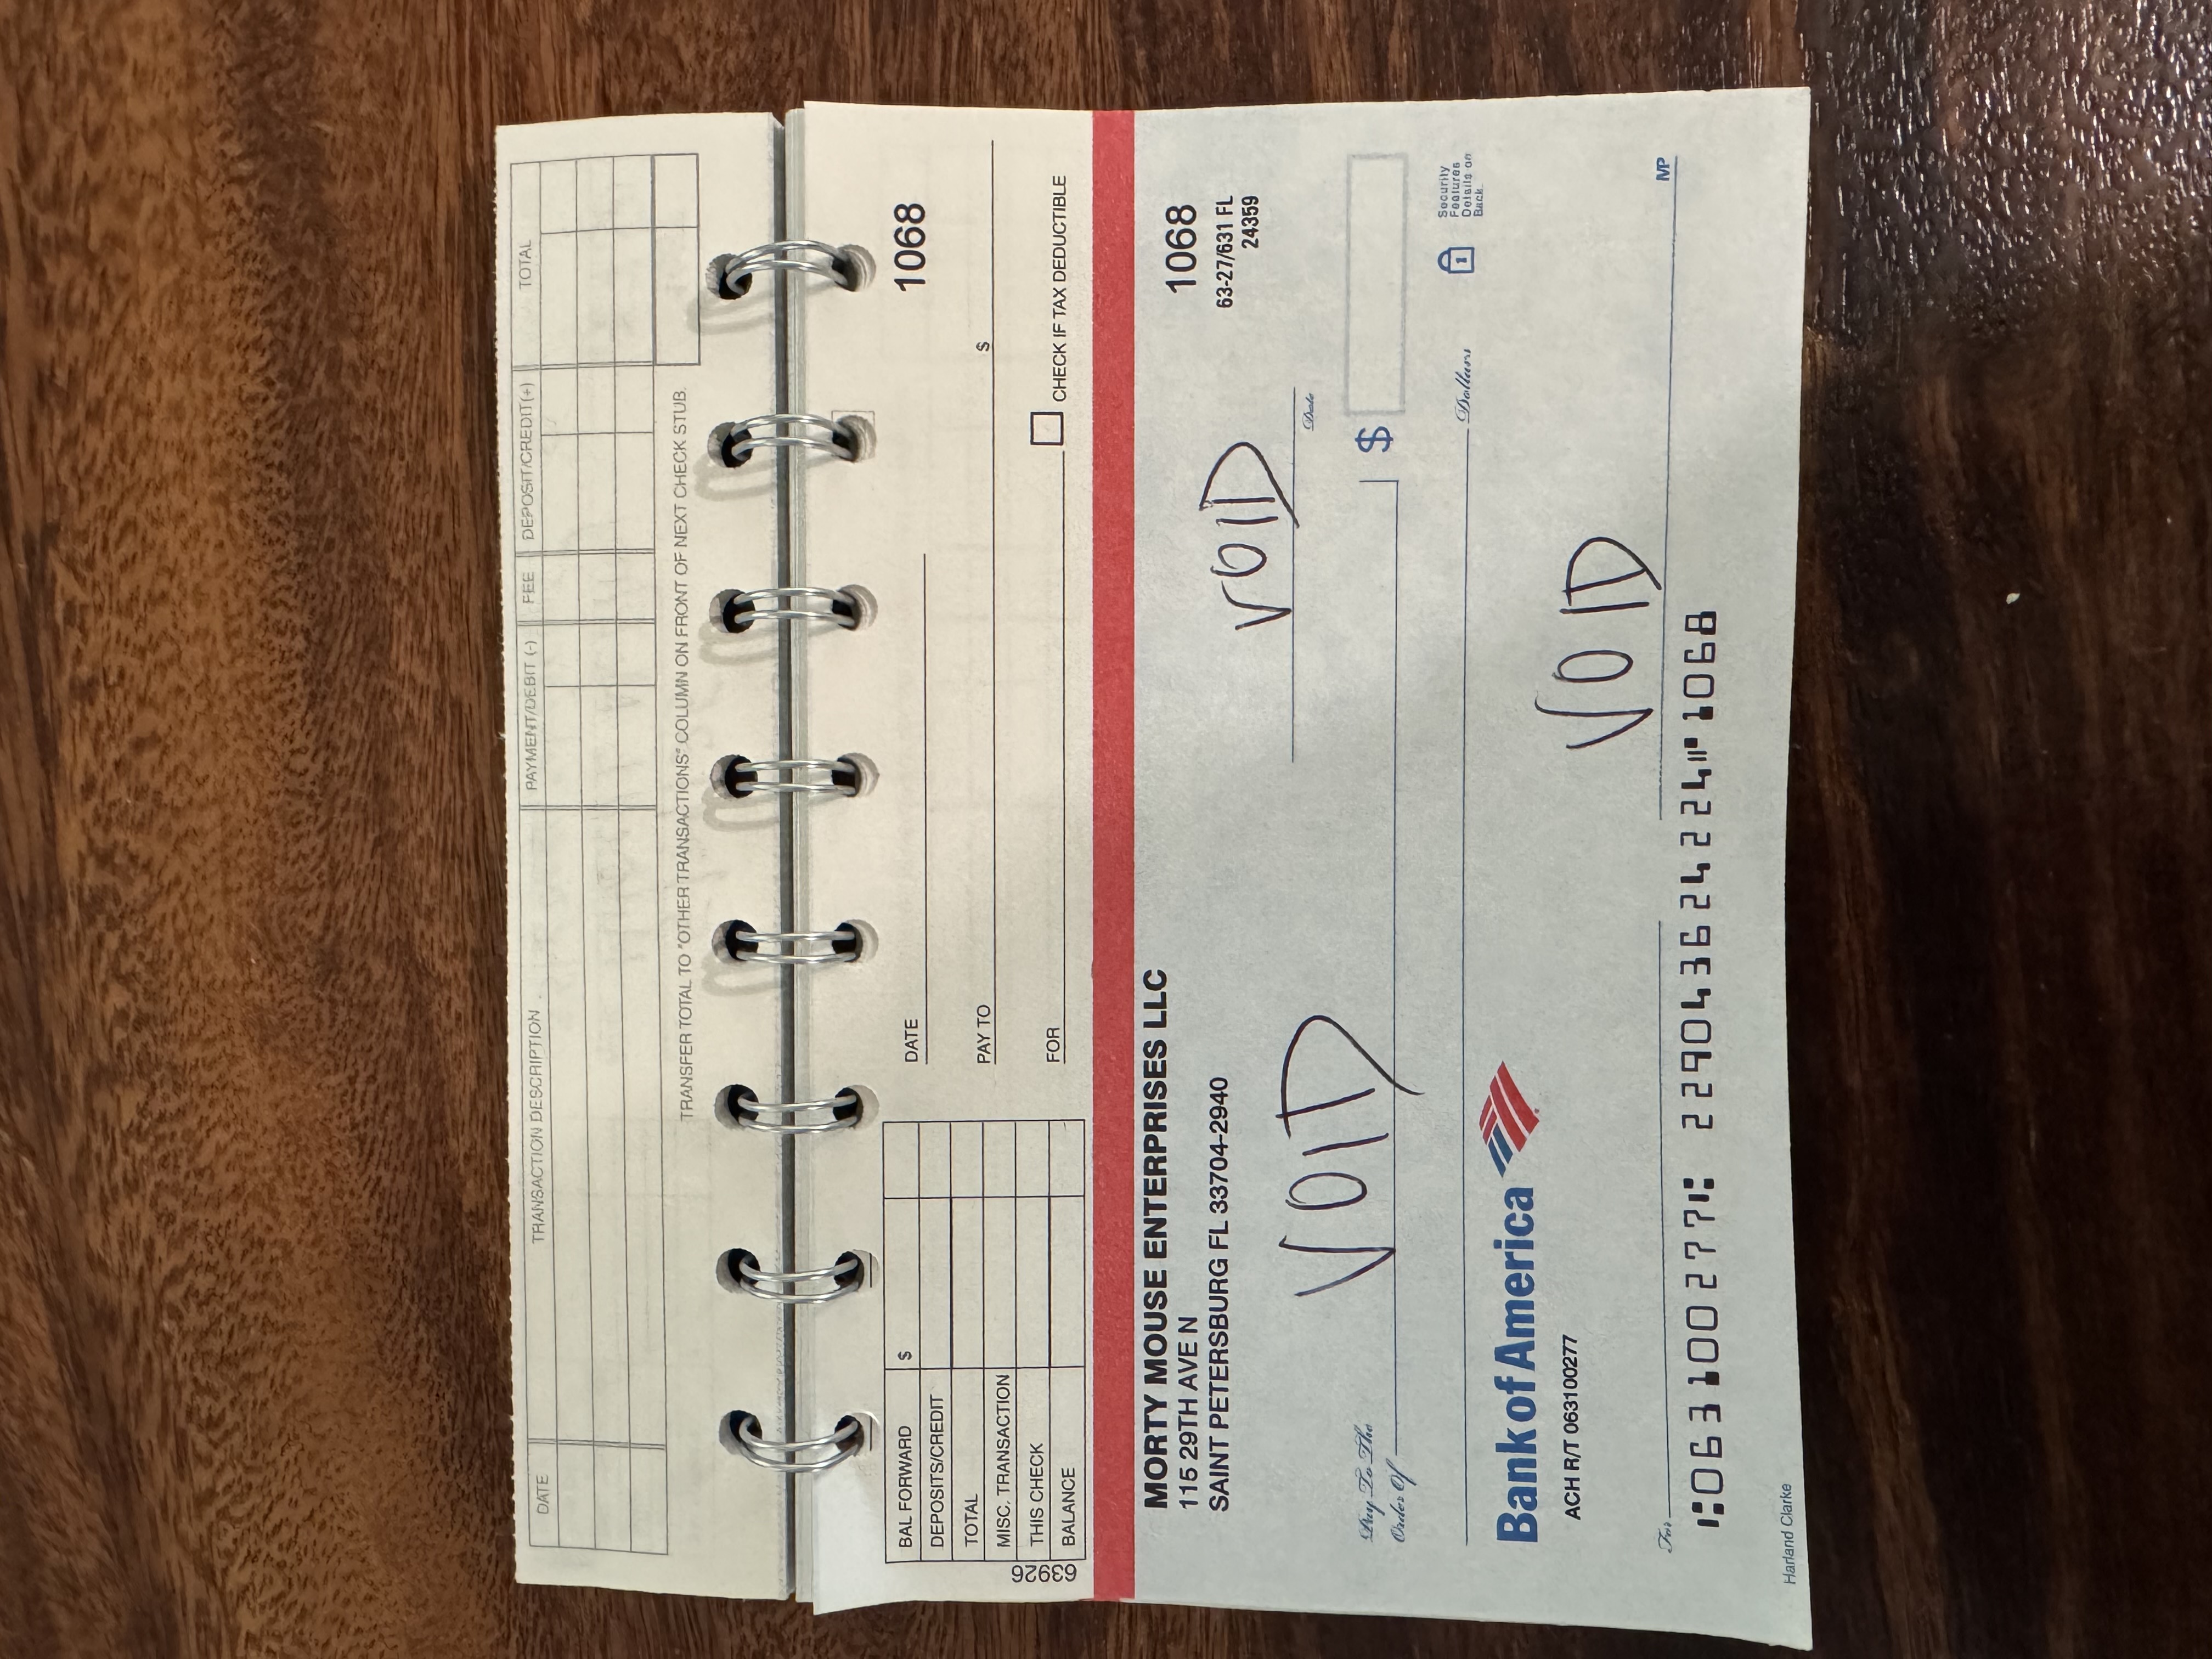 DATE TRANSACTION DESCRIPTION PAYMENT/DEBIT (-) FEE DEPOSIT/CREDIT(+) TOTAL
TRANSFER TOTAL TO "OTHER TRANSACTIONS" COLUMN ON FRONT OF NEXT CHECK STUB.
1068
BAL FORWARD $
DEPOSITS/CREDIT
TOTAL
MISC. TRANSACTION
THIS CHECK
BALANCE
63926
DATE
PAY TO $
FOR CHECK IF TAX DEDUCTIBLE
MORTY MOUSE ENTERPRISES LLC
115 29TH AVE N
SAINT PETERSBURG FL 33704-2940
1068
63-27/631 FL
24359
VOID
Date
Pay To The
Order Of VOID $
Dollars
Security
Features
Details on
Back
Bank of America
ACH R/T 063100277
VOID
For MP
⑆063100277⑆ 229043624224⑈1068
Harland Clarke